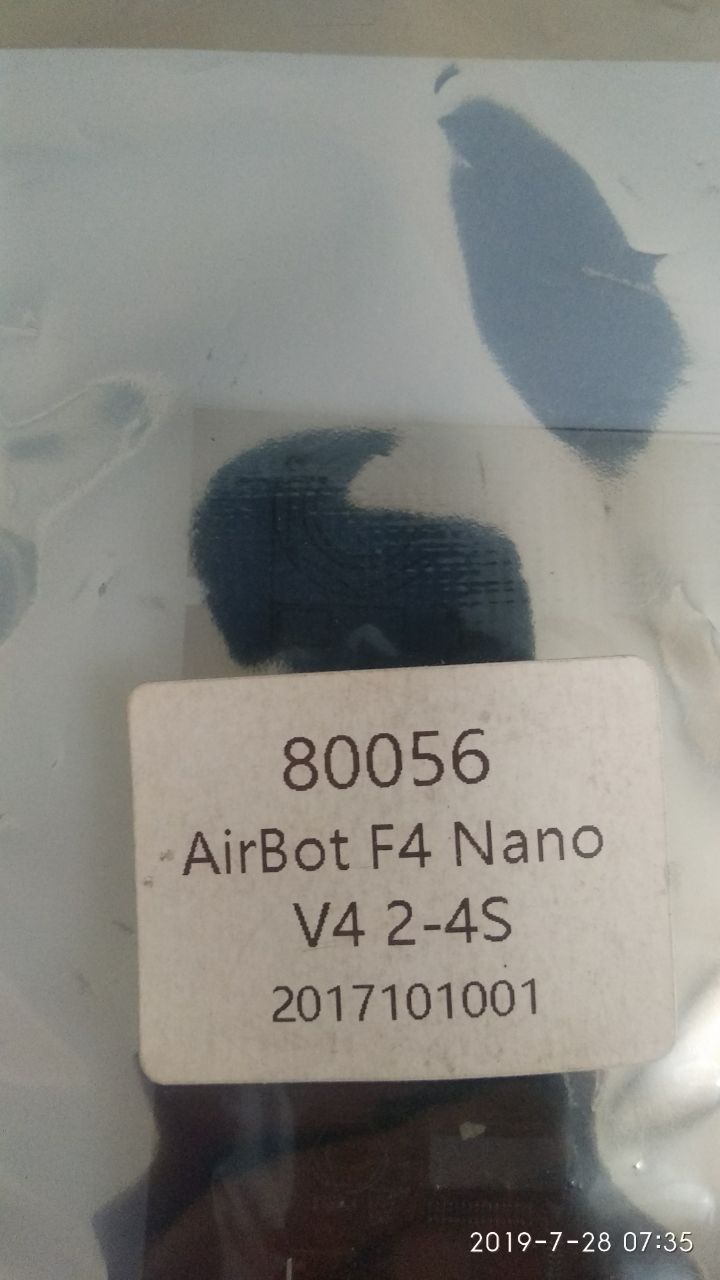 80056
AirBot F4 Nano
V4 2-4S
2017101001
2019-7-28 07:35